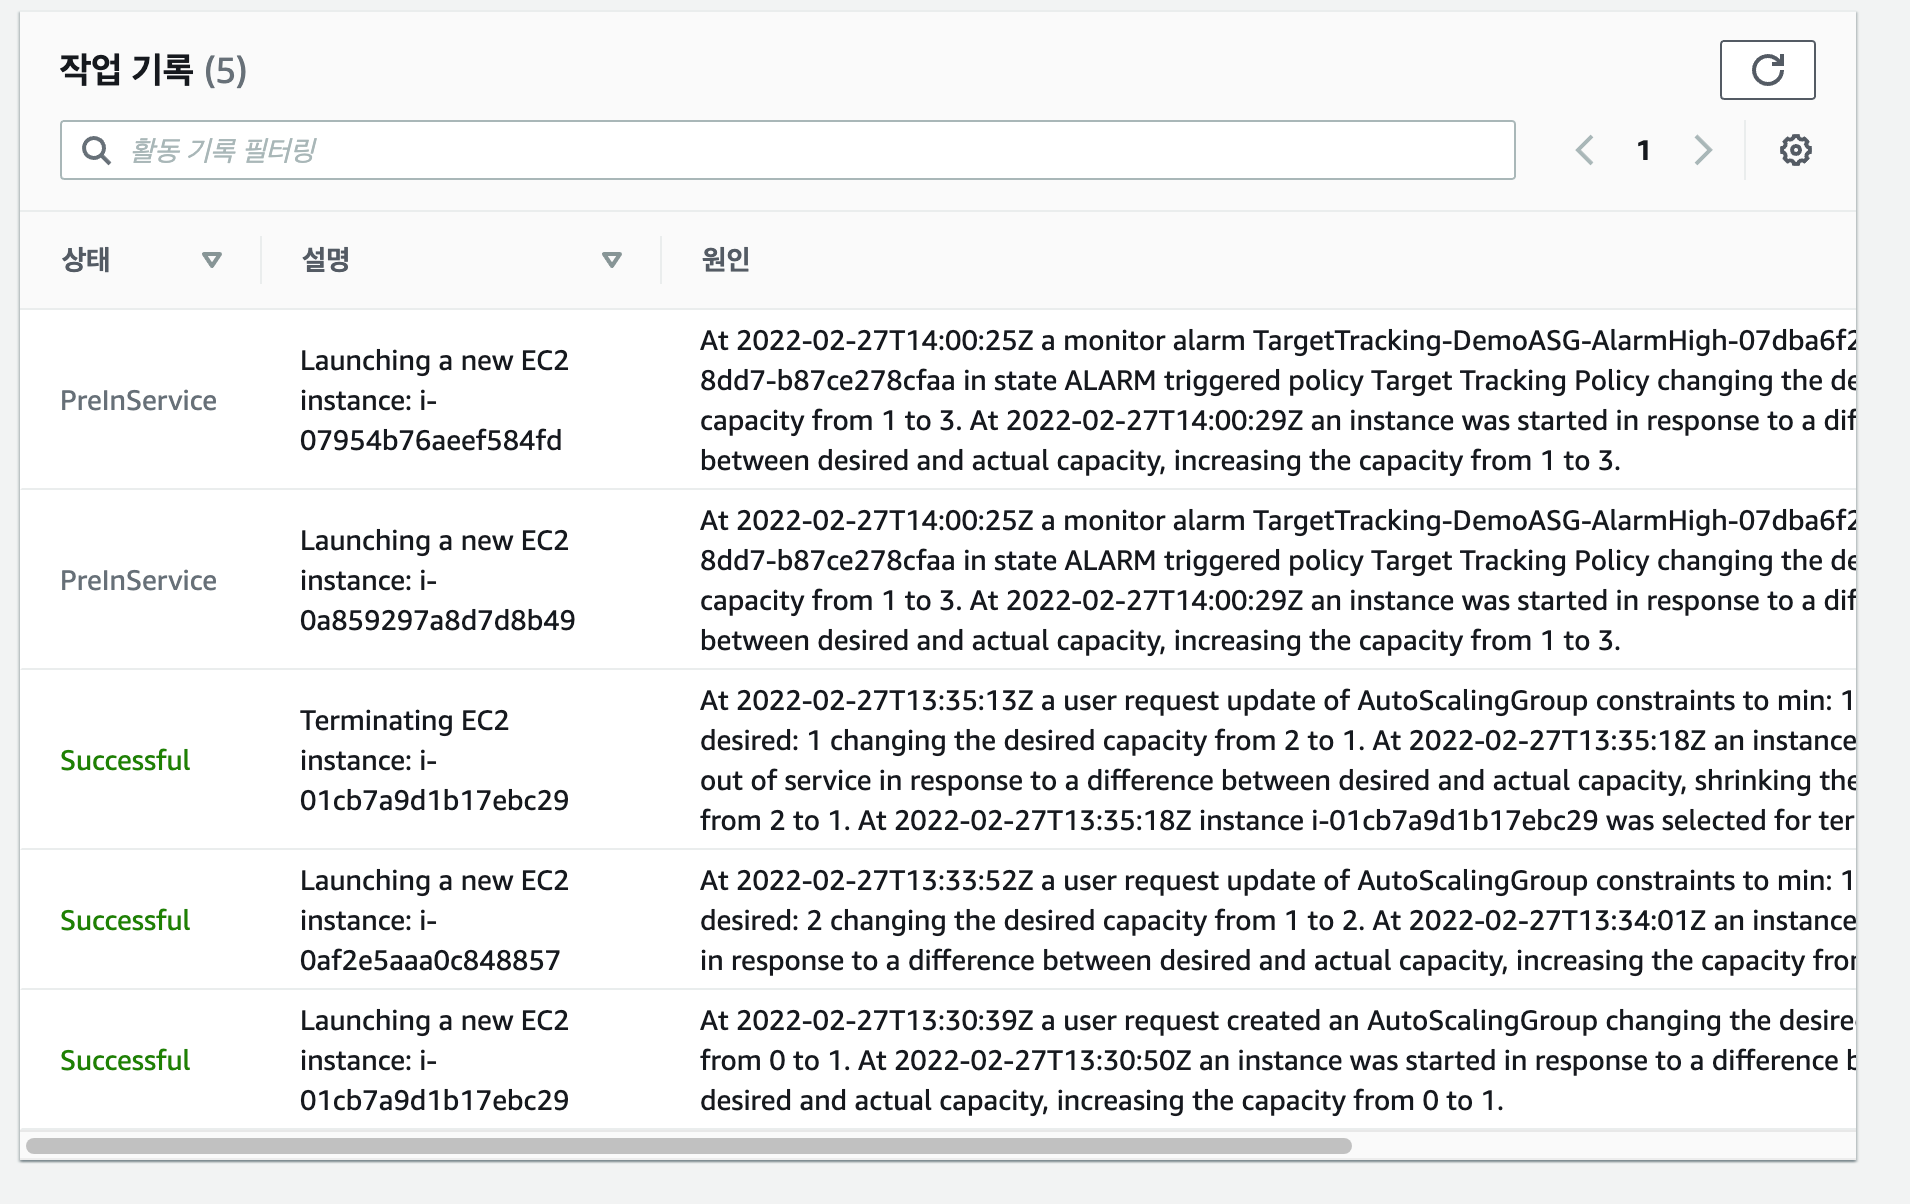 작업 기록 (5)
활동 기록 필터링
1
상태
설명
원인
PreInService
Launching a new EC2
instance: i-
07954b76aeef584fd
At 2022-02-27T14:00:25Z a monitor alarm TargetTracking-DemoASG-AlarmHigh-07dba6f2
8dd7-b87ce278cfaa in state ALARM triggered policy Target Tracking Policy changing the de
capacity from 1 to 3. At 2022-02-27T14:00:29Z an instance was started in response to a dif
between desired and actual capacity, increasing the capacity from 1 to 3.
PreInService
Launching a new EC2
instance: i-
0a859297a8d7d8b49
At 2022-02-27T14:00:25Z a monitor alarm TargetTracking-DemoASG-AlarmHigh-07dba6f2
8dd7-b87ce278cfaa in state ALARM triggered policy Target Tracking Policy changing the de
capacity from 1 to 3. At 2022-02-27T14:00:29Z an instance was started in response to a dif
between desired and actual capacity, increasing the capacity from 1 to 3.
Successful
Terminating EC2
instance: i-
01cb7a9d1b17ebc29
At 2022-02-27T13:35:13Z a user request update of AutoScalingGroup constraints to min: 1
desired: 1 changing the desired capacity from 2 to 1. At 2022-02-27T13:35:18Z an instance
out of service in response to a difference between desired and actual capacity, shrinking the
from 2 to 1. At 2022-02-27T13:35:18Z instance i-01cb7a9d1b17ebc29 was selected for ter
Successful
Launching a new EC2
instance: i-
0af2e5aaa0c848857
At 2022-02-27T13:33:52Z a user request update of AutoScalingGroup constraints to min: 1
desired: 2 changing the desired capacity from 1 to 2. At 2022-02-27T13:34:01Z an instance
in response to a difference between desired and actual capacity, increasing the capacity fro
Successful
Launching a new EC2
instance: i-
01cb7a9d1b17ebc29
At 2022-02-27T13:30:39Z a user request created an AutoScalingGroup changing the desire
from 0 to 1. At 2022-02-27T13:30:50Z an instance was started in response to a difference b
desired and actual capacity, increasing the capacity from 0 to 1.